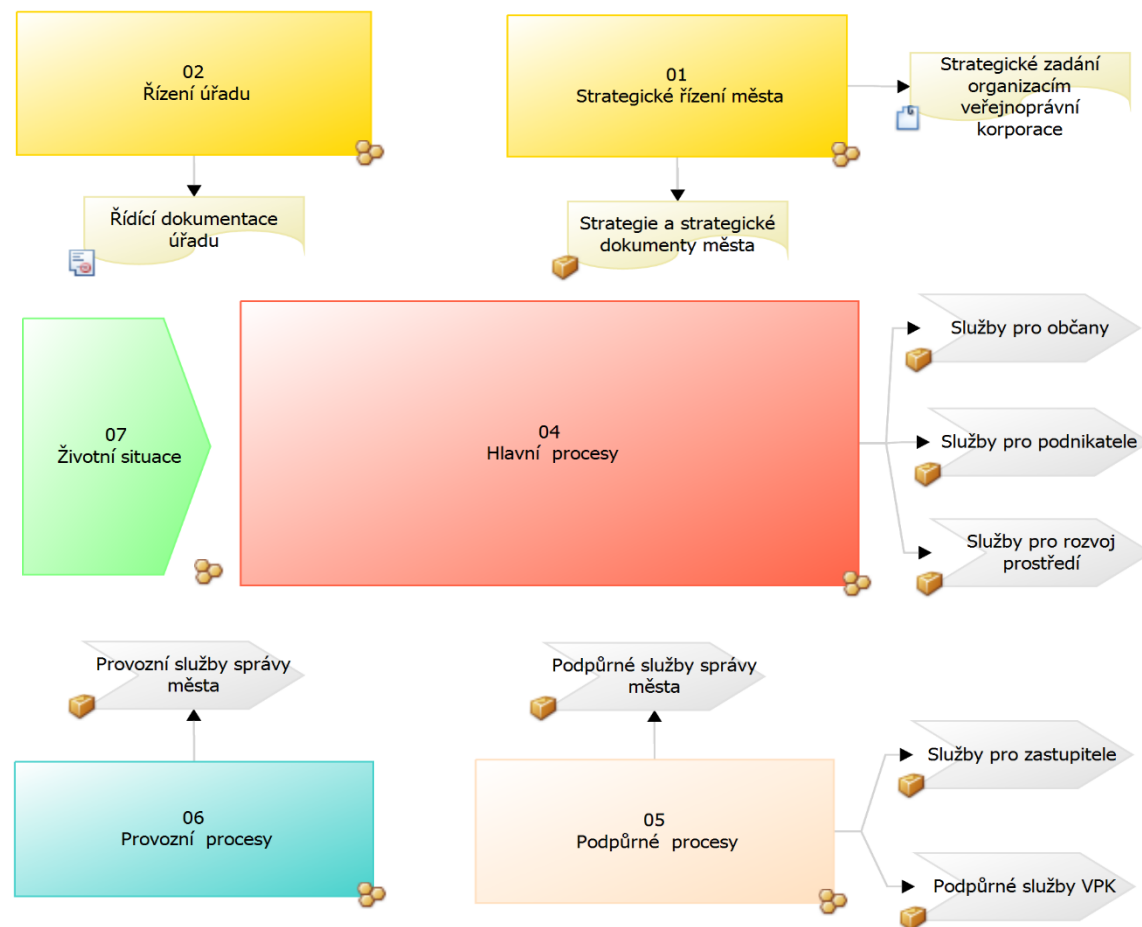 02
Řízení úřadu
01
Strategické řízení města
Strategické zadání
organizacím
veřejnoprávní
korporace
Řídící dokumentace
úřadu
Strategie a strategické
dokumenty města
07
Životní situace
04
Hlavní procesy
Služby pro občany
Služby pro podnikatele
Služby pro rozvoj
prostředí
Provozní služby správy
města
Podpůrné služby správy
města
06
Provozní procesy
05
Podpůrné procesy
Služby pro zastupitele
Podpůrné služby VPK